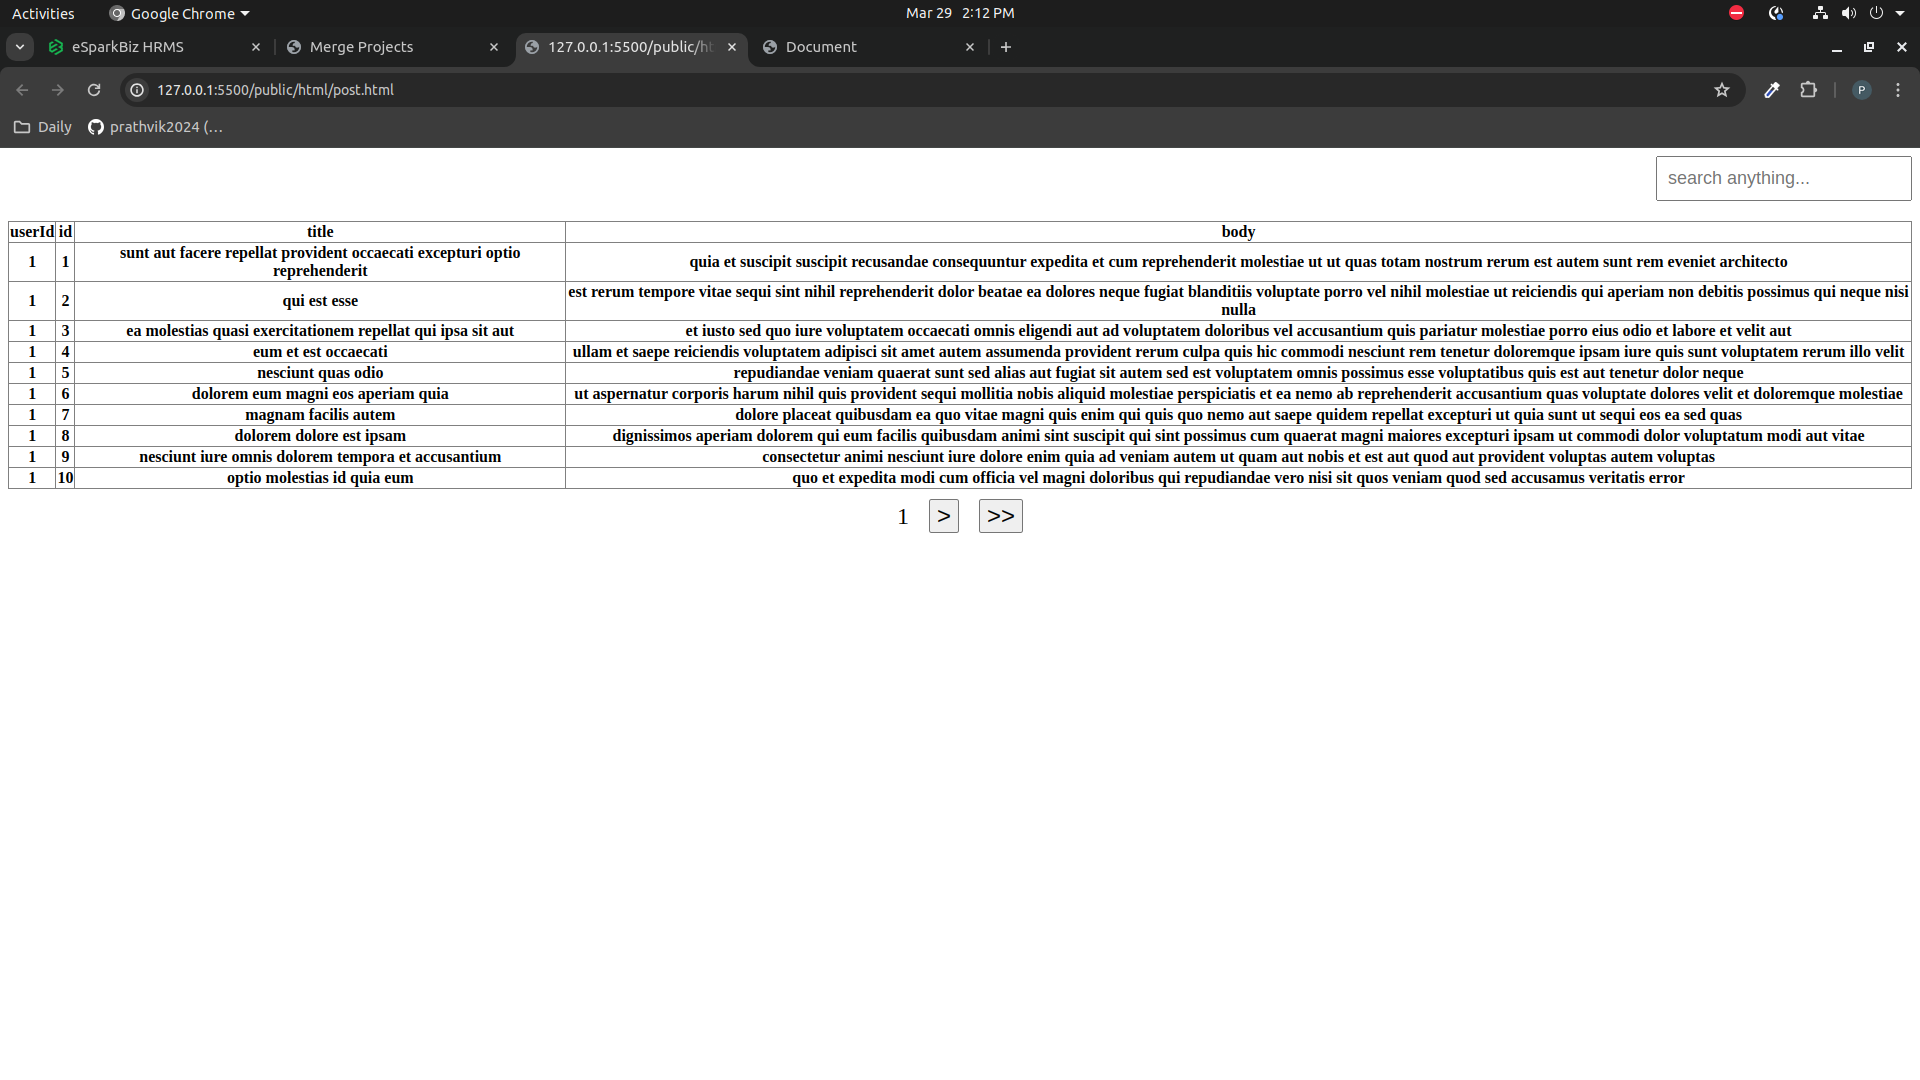 Activities Google Chrome Mar 29 2:12 PM
eSparkBiz HRMS Merge Projects 127.0.0.1:5500/public/ht Document
127.0.0.1:5500/public/html/post.html P
Daily prathvik2024 (...
search anything...
userId id title body
1 1 sunt aut facere repellat provident occaecati excepturi optio reprehenderit quia et suscipit suscipit recusandae consequuntur expedita et cum reprehenderit molestiae ut ut quas totam nostrum rerum est autem sunt rem eveniet architecto
1 2 qui est esse est rerum tempore vitae sequi sint nihil reprehenderit dolor beatae ea dolores neque fugiat blanditiis voluptate porro vel nihil molestiae ut reiciendis qui aperiam non debitis possimus qui neque nisi nulla
1 3 ea molestias quasi exercitationem repellat qui ipsa sit aut et iusto sed quo iure voluptatem occaecati omnis eligendi aut ad voluptatem doloribus vel accusantium quis pariatur molestiae porro eius odio et labore et velit aut
1 4 eum et est occaecati ullam et saepe reiciendis voluptatem adipisci sit amet autem assumenda provident rerum culpa quis hic commodi nesciunt rem tenetur doloremque ipsam iure quis sunt voluptatem rerum illo velit
1 5 nesciunt quas odio repudiandae veniam quaerat sunt sed alias aut fugiat sit autem sed est voluptatem omnis possimus esse voluptatibus quis est aut tenetur dolor neque
1 6 dolorem eum magni eos aperiam quia ut aspernatur corporis harum nihil quis provident sequi mollitia nobis aliquid molestiae perspiciatis et ea nemo ab reprehenderit accusantium quas voluptate dolores velit et doloremque molestiae
1 7 magnam facilis autem dolore placeat quibusdam ea quo vitae magni quis enim qui quis quo nemo aut saepe quidem repellat excepturi ut quia sunt ut sequi eos ea sed quas
1 8 dolorem dolore est ipsam dignissimos aperiam dolorem qui eum facilis quibusdam animi sint suscipit qui sint possimus cum quaerat magni maiores excepturi ipsam ut commodi dolor voluptatum modi aut vitae
1 9 nesciunt iure omnis dolorem tempora et accusantium consectetur animi nesciunt iure dolore enim quia ad veniam autem ut quam aut nobis et est aut quod aut provident voluptas autem voluptas
1 10 optio molestias id quia eum quo et expedita modi cum officia vel magni doloribus qui repudiandae vero nisi sit quos veniam quod sed accusamus veritatis error
1 > >>